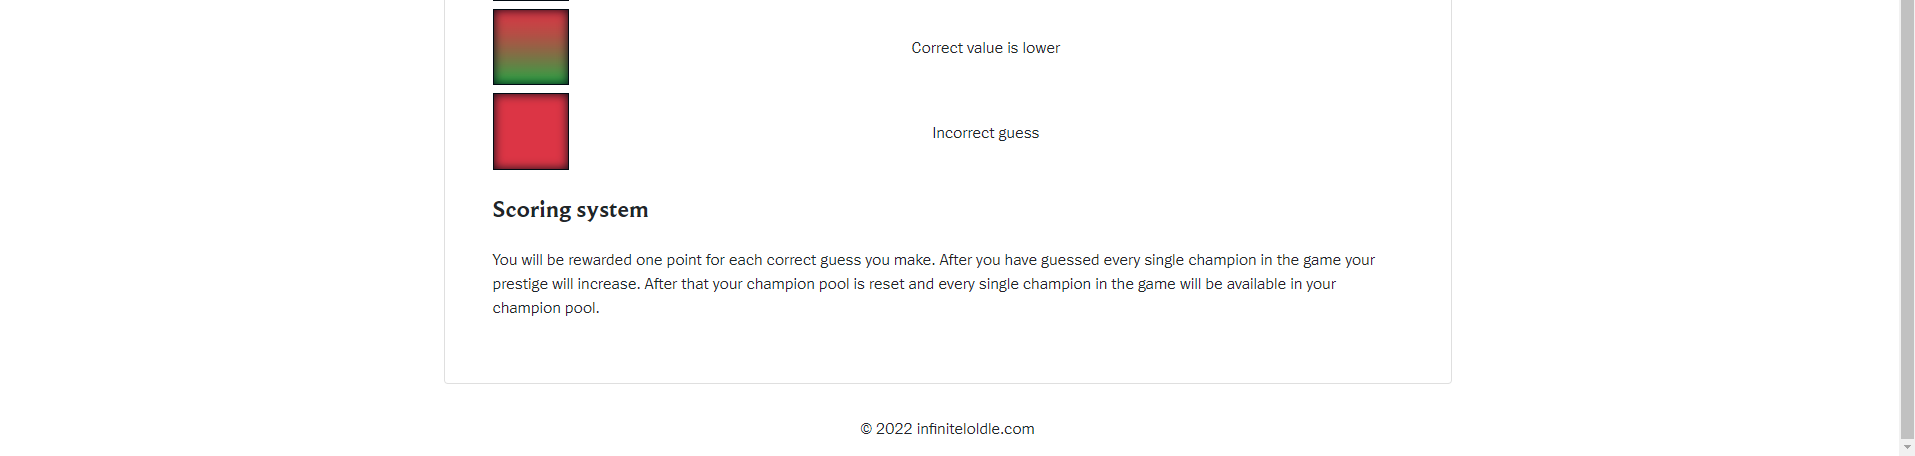 Correct value is lower
Incorrect guess
Scoring system
You will be rewarded one point for each correct guess you make. After you have guessed every single champion in the game your
prestige will increase. After that your champion pool is reset and every single champion in the game will be available in your
champion pool.
© 2022 infiniteloldle.com